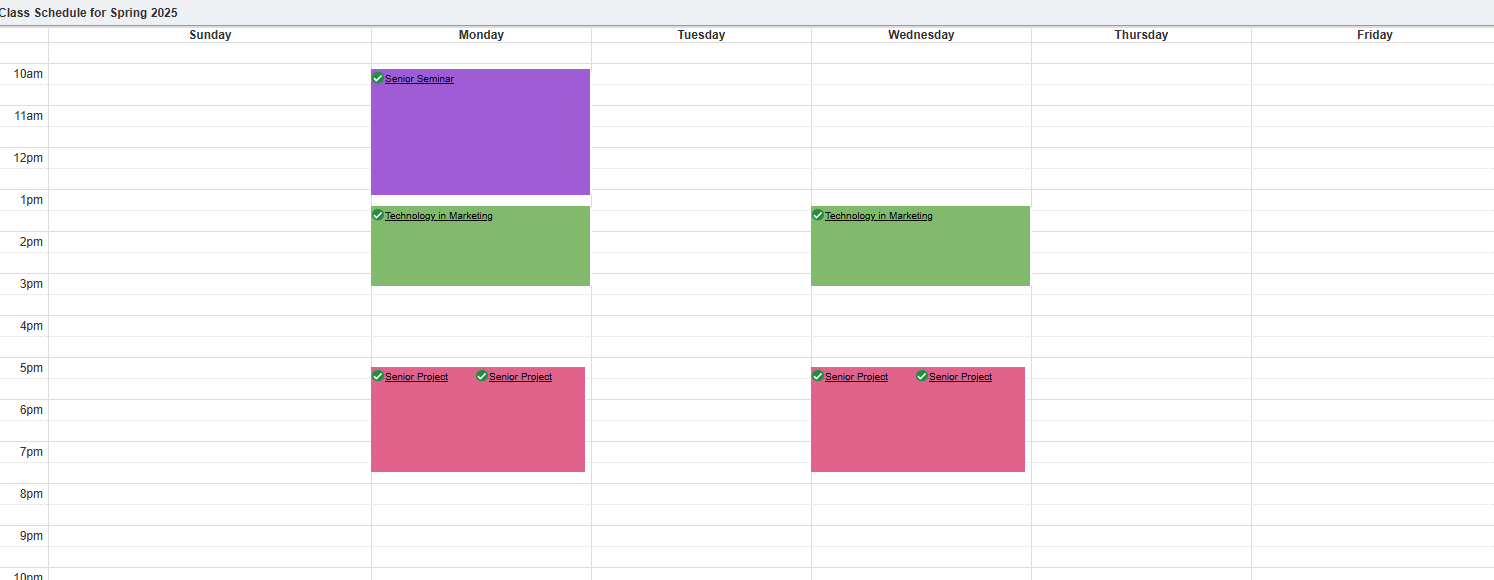 Class Schedule for Spring 2025
Sunday Monday Tuesday Wednesday Thursday Friday
10am
Senior Seminar
11am
12pm
1pm
Technology in Marketing Technology in Marketing
2pm
3pm
4pm
5pm
Senior Project Senior Project Senior Project Senior Project
6pm
7pm
8pm
9pm
10pm